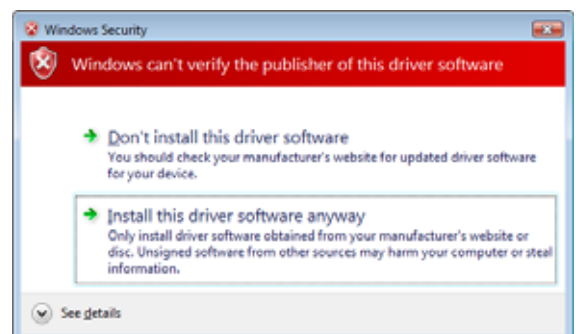 Windows Security
Windows can't verify the publisher of this driver software
Don't install this driver software
You should check your manufacturer's website for updated driver software
for your device.
Install this driver software anyway
Only install driver software obtained from your manufacturer's website or
disc. Unsigned software from other sources may harm your computer or steal
information.
See details